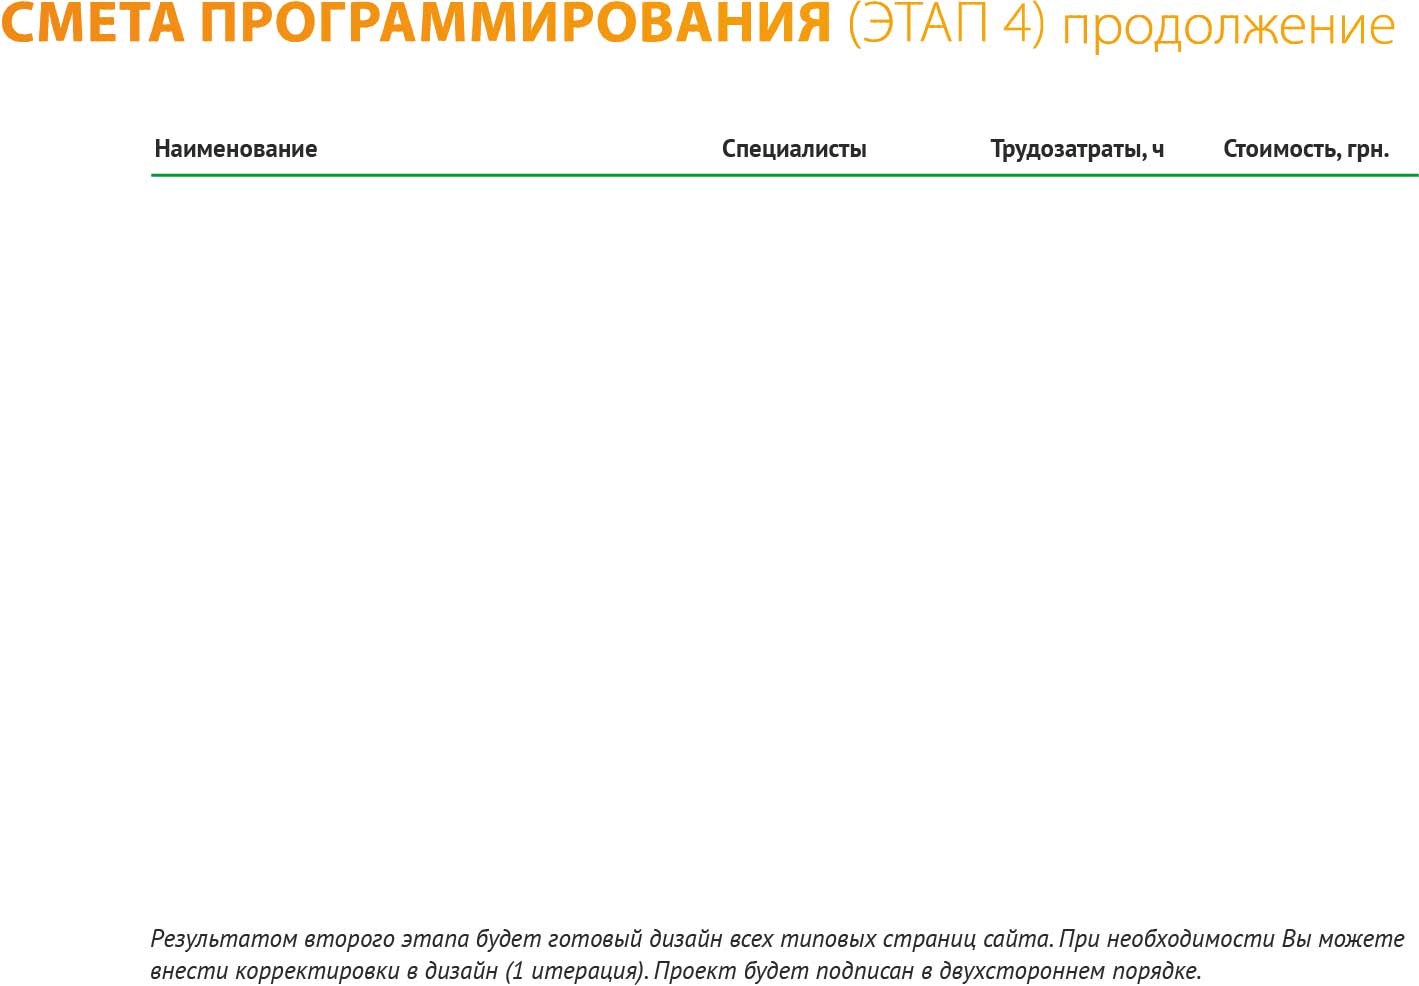 СМЕТА ПРОГРАММИРОВАНИЯ (ЭТАП 4) продолжение
Наименование Специалисты Трудозатраты, ч Стоимость, грн.
Результатом второго этапа будет готовый дизайн всех типовых страниц сайта. При необходимости Вы можете
внести корректировки в дизайн (1 итерация). Проект будет подписан в двухстороннем порядке.